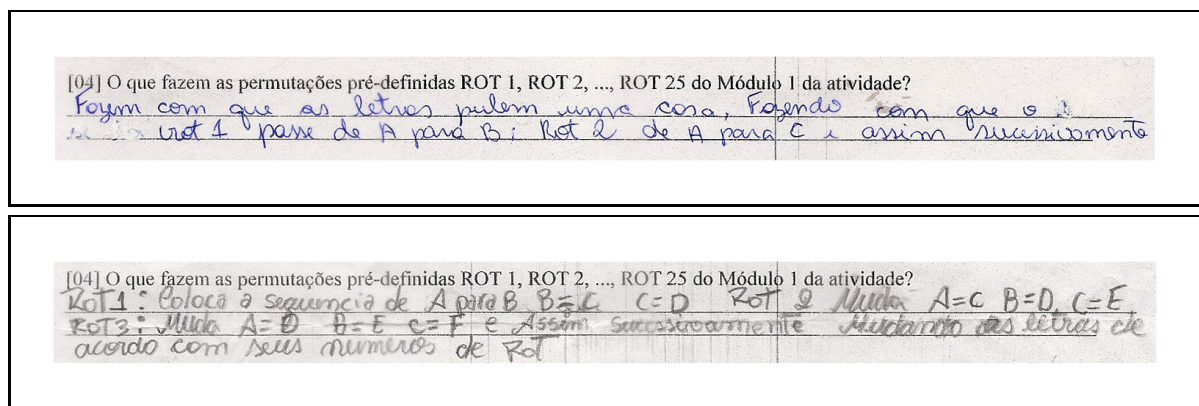 [04] O que fazem as permutações pré-definidas ROT 1, ROT 2, ..., ROT 25 do Módulo 1 da atividade?
Fazem com que as letras pulem uma casa, Fazendo com que o
rot 1 passe de A para B; Rot 2 de A para C e assim sucessivamente
[04] O que fazem as permutações pré-definidas ROT 1, ROT 2, ..., ROT 25 do Módulo 1 da atividade?
ROT1: Coloca a sequencia de A para B B=C C=D ROT 2 Muda A=C B=D, C=E
ROT3: Muda A=D B=E C=F e Assim sucessivamente Mudando as letras de
acordo com seus numeros de ROT